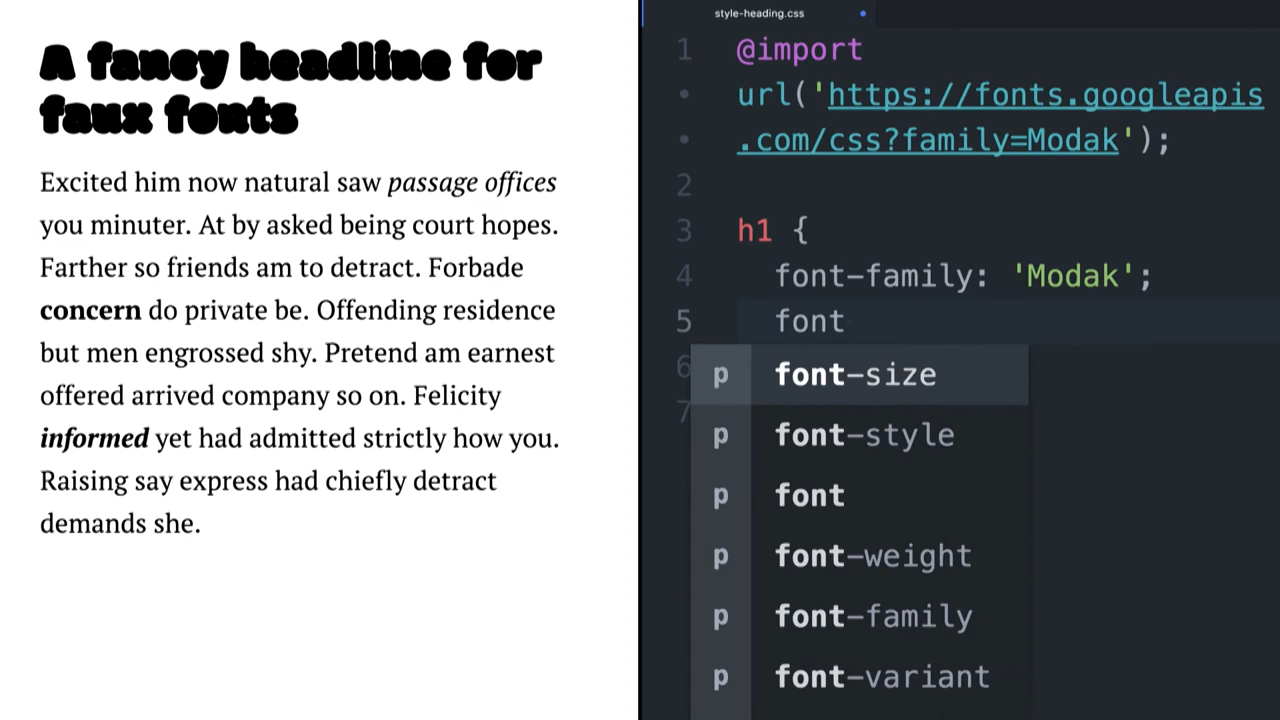 A fancy headline for
faux fonts
Excited him now natural saw passage offices
you minuter. At by asked being court hopes.
Farther so friends am to detract. Forbade
concern do private be. Offending residence
but men engrossed shy. Pretend am earnest
offered arrived company so on. Felicity
informed yet had admitted strictly how you.
Raising say express had chiefly detract
demands she.
style-heading.css
1 @import
• url('https://fonts.googleapis
• .com/css?family=Modak');
2
3 h1 {
4 font-family: 'Modak';
5 font
6
7
p font-size
p font-style
p font
p font-weight
p font-family
p font-variant